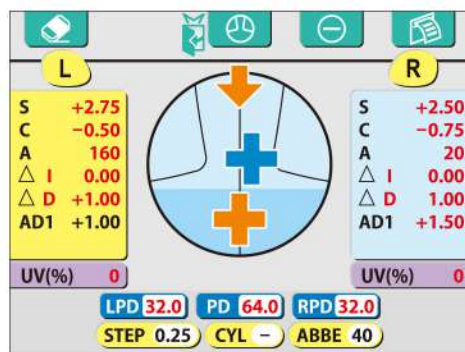 L
R
S +2.75
C −0.50
A 160
△ I 0.00
△ D +1.00
AD1 +1.00
UV(%) 0
S +2.50
C −0.75
A 20
△ I 0.00
△ D 1.00
AD1 +1.50
UV(%) 0
LPD 32.0 PD 64.0 RPD 32.0
STEP 0.25 CYL − ABBE 40